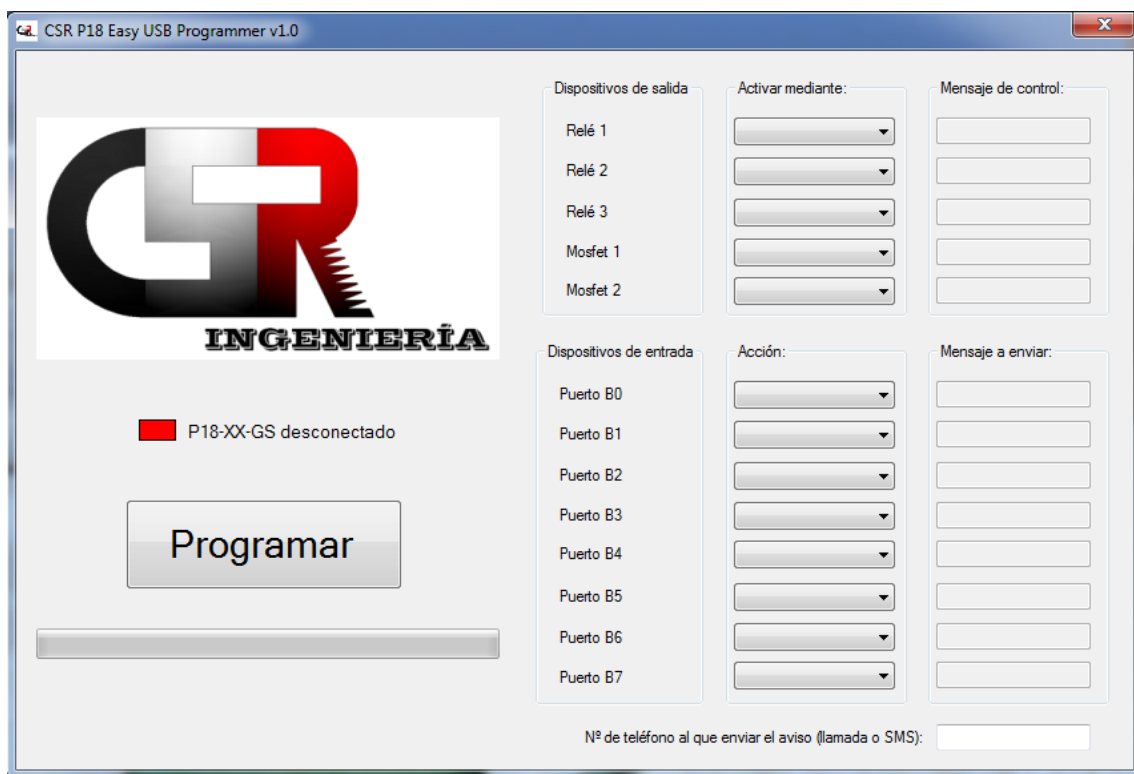 CSR P18 Easy USB Programmer v1.0
CSR
INGENIERÍA
P18-XX-GS desconectado
Programar
Dispositivos de salida
Activar mediante:
Mensaje de control:
Relé 1
Relé 2
Relé 3
Mosfet 1
Mosfet 2
Dispositivos de entrada
Acción:
Mensaje a enviar:
Puerto B0
Puerto B1
Puerto B2
Puerto B3
Puerto B4
Puerto B5
Puerto B6
Puerto B7
Nº de teléfono al que enviar el aviso (llamada o SMS):